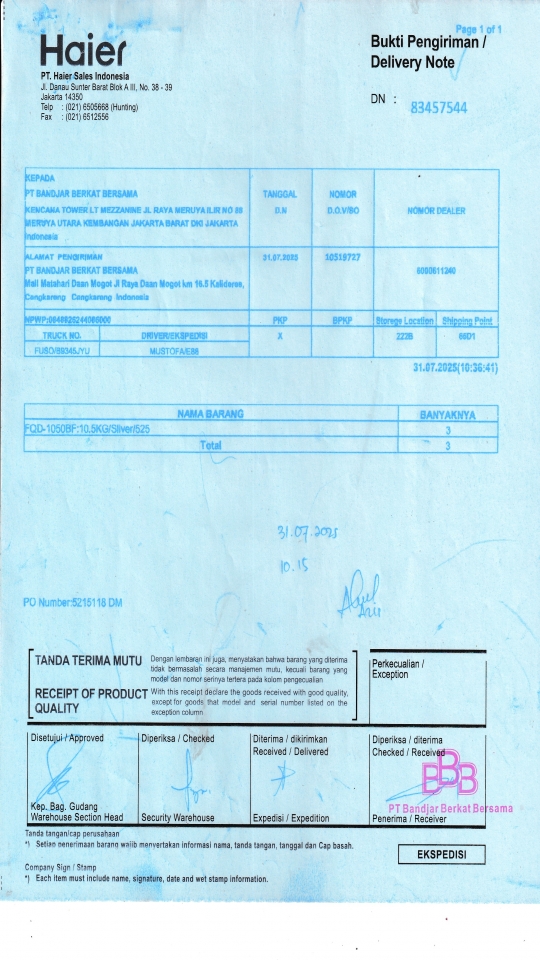 Page 1 of 1
Haier
Bukti Pengiriman /
Delivery Note
PT. Haier Sales Indonesia
Jl. Danau Sunter Barat Blok A III, No. 38 - 39
Jakarta 14350
Telp : (021) 6505668 (Hunting)
Fax : (021) 6512556
DN : 83457544
KEPADA
PT BANDJAR BERKAT BERSAMA
KENCANA TOWER LT MEZZANINE JL RAYA MERUYA ILIR NO 88
MERUYA UTARA KEMBANGAN JAKARTA BARAT DKI JAKARTA
Indonesia
TANGGAL
D.N
NOMOR
D.O.V/BO
NOMOR DEALER
ALAMAT PENGIRIMAN
PT BANDJAR BERKAT BERSAMA
Mall Matahari Daan Mogot Jl Raya Daan Mogot km 16.5 Kalideres,
Cengkareng Cengkareng Indonesia
31.07.2025
10519727
6000611240
PKP
BPKP
Storage Location
Shipping Point
TRUCK NO.
DRIVER/EKSPEDISI
X
222B
66D1
FUSO/B9345JYU
MUSTOFA/E86
31.07.2025(10:36:41)
NAMA BARANG
BANYAKNYA
FQD-1050BF:10.5KG/Silver/525
3
Total
3
31.07.2025
10.15
PO Number:5215118 DM
TANDA TERIMA MUTU
Dengan lembaran ini juga, menyatakan bahwa barang yang diterima
tidak bermasalah secara manajemen mutu, kecuali barang yang
model dan nomor serinya tertera pada kolom pengecualian
RECEIPT OF PRODUCT
QUALITY
With this receipt declare the goods received with good quality,
except for goods that model and serial number listed on the
exception column
Perkecualian /
Exception
Disetujui / Approved
Diperiksa / Checked
Diterima / dikirimkan
Received / Delivered
Diperiksa / diterima
Checked / Received
BBB
PT Bandjar Berkat Bersama
Kep. Bag. Gudang
Warehouse Section Head
Security Warehouse
Expedisi / Expedition
Penerima / Receiver
Tanda tangan/cap perusahaan
*) Setian penerimaan barang wajib menyertakan informasi nama, tanda tangan, tanggal dan Cap basah.
EKSPEDISI
Company Sign / Stamp
*) Each item must include name, signature, date and wet stamp information.